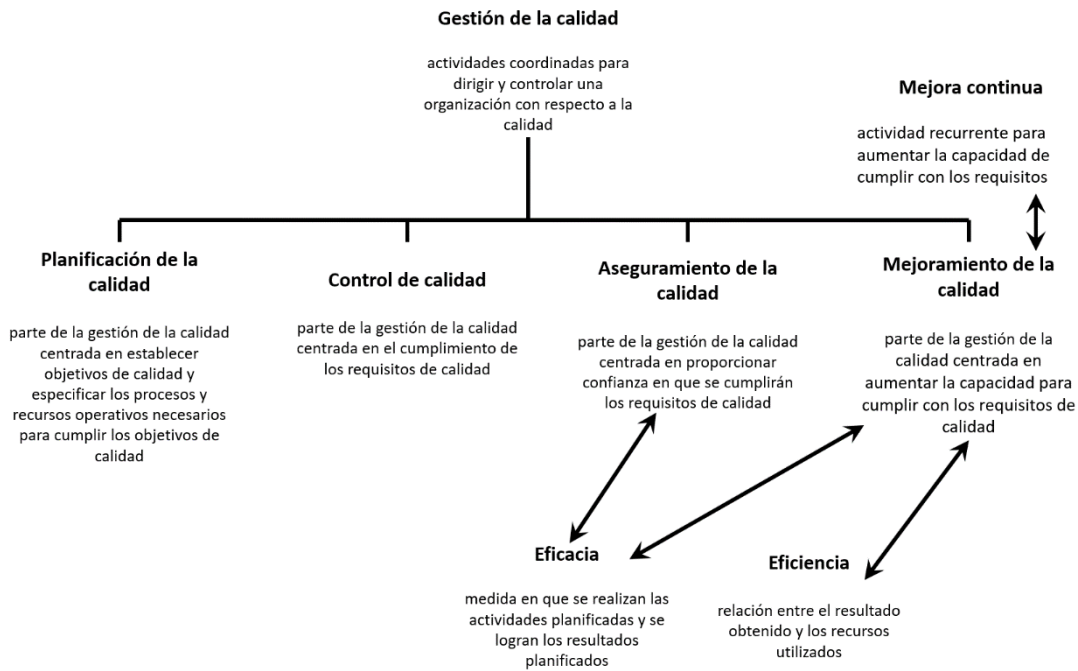 Gestión de la calidad
actividades coordinadas para
dirigir y controlar una
organización con respecto a la
calidad
Mejora continua
actividad recurrente para
aumentar la capacidad de
cumplir con los requisitos
Planificación de la
calidad
parte de la gestión de la calidad
centrada en establecer
objetivos de calidad y
especificar los procesos y
recursos operativos necesarios
para cumplir los objetivos de
calidad
Control de calidad
parte de la gestión de la calidad
centrada en el cumplimiento de
los requisitos de calidad
Aseguramiento de la
calidad
parte de la gestión de la calidad
centrada en proporcionar
confianza en que se cumplirán
los requisitos de calidad
Mejoramiento de la
calidad
parte de la gestión de la
calidad centrada en
aumentar la capacidad para
cumplir con los requisitos de
calidad
Eficacia
medida en que se realizan las
actividades planificadas y se
logran los resultados
planificados
Eficiencia
relación entre el resultado
obtenido y los recursos
utilizados